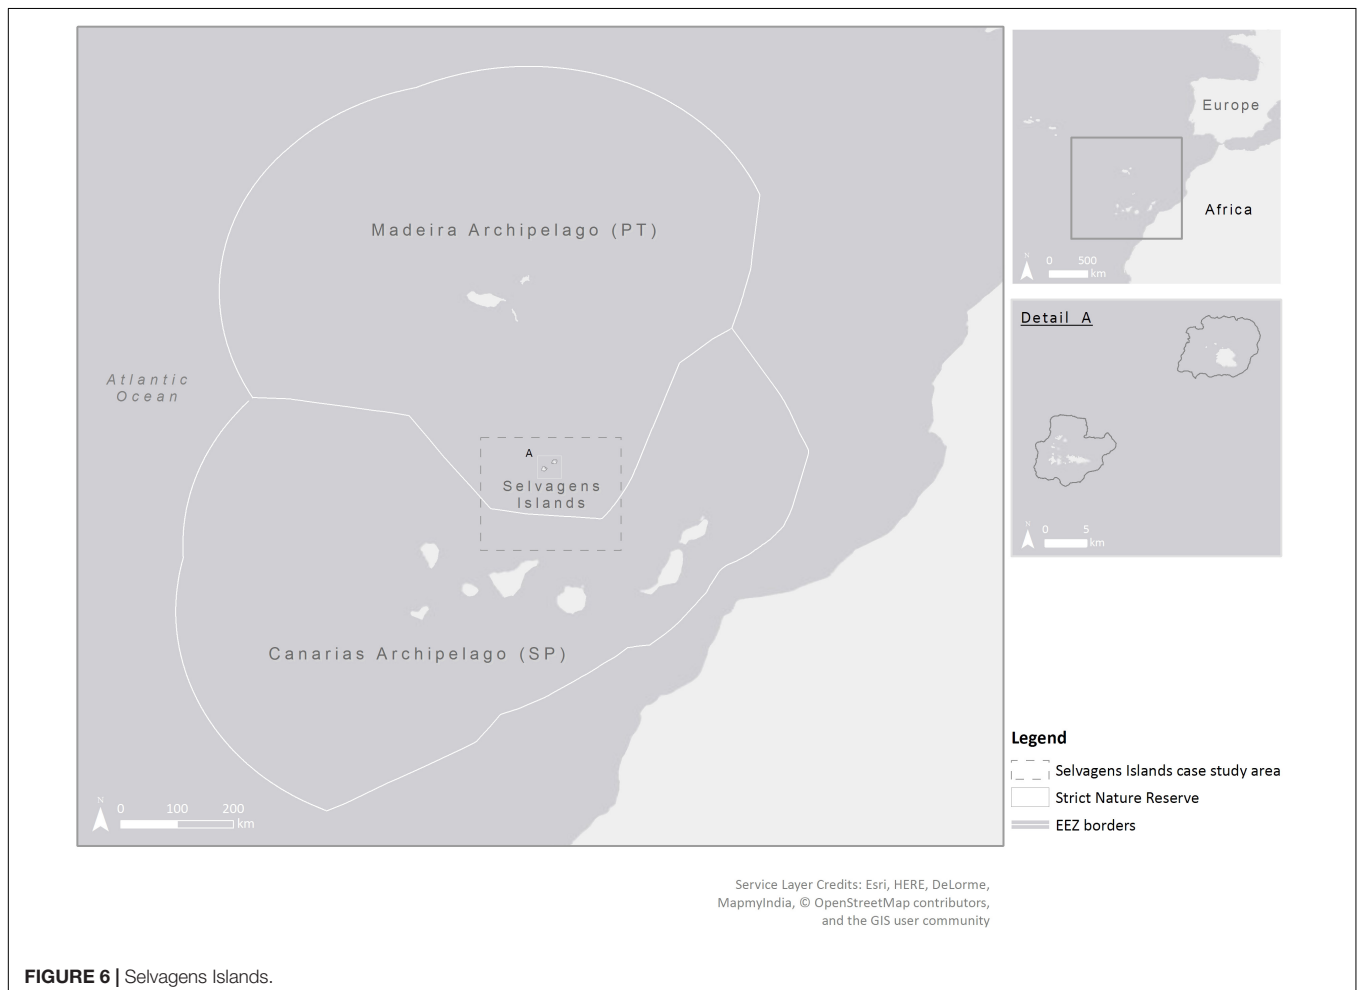 Madeira Archipelago (PT)
Atlantic
Ocean
A
Selvagens
Islands
Canarias Archipelago (SP)
N
0 100 200
km
Europe
Africa
N
0 500
km
Detail A
N
0 5
km
Legend
Selvagens Islands case study area
Strict Nature Reserve
EEZ borders
Service Layer Credits: Esri, HERE, DeLorme,
MapmyIndia, © OpenStreetMap contributors,
and the GIS user community
FIGURE 6 | Selvagens Islands.